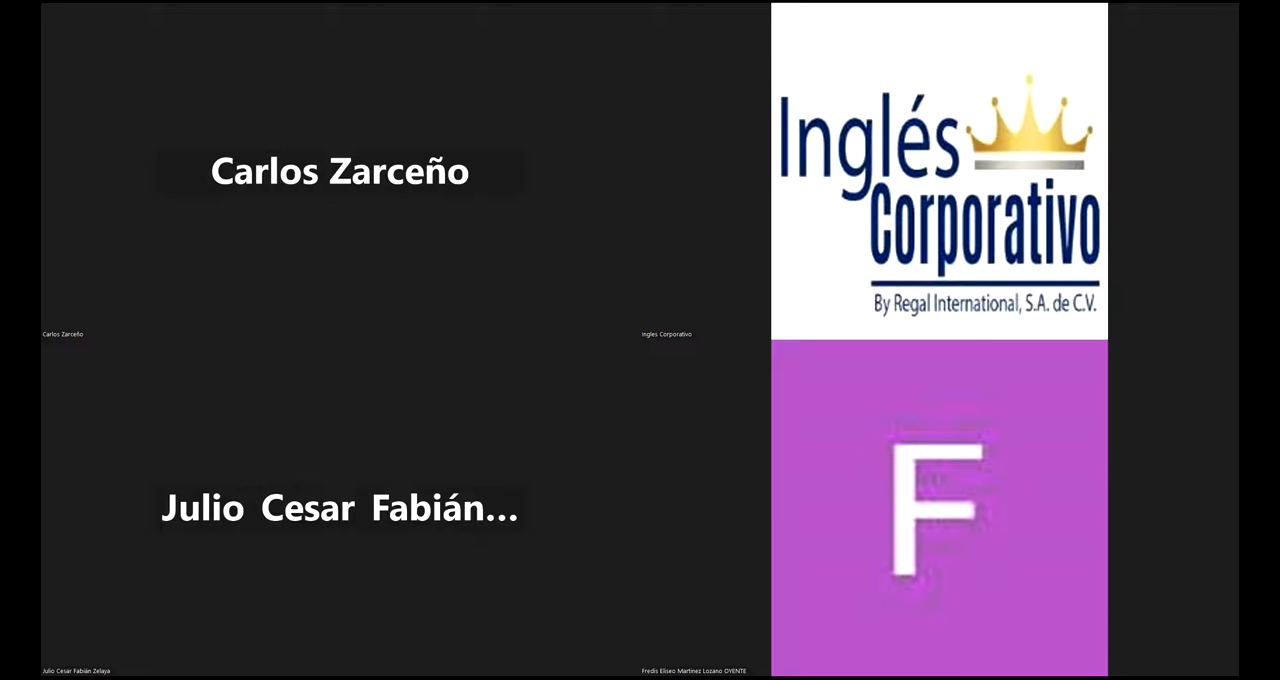 Carlos Zarceño
Carlos Zarceño
Inglés
Corporativo
By Regal International, S.A. de C.V.
Ingles Corporativo
Julio Cesar Fabián...
Julio Cesar Fabián Zelaya
F
Fredis Eliseo Martinez Lozano OYENTE